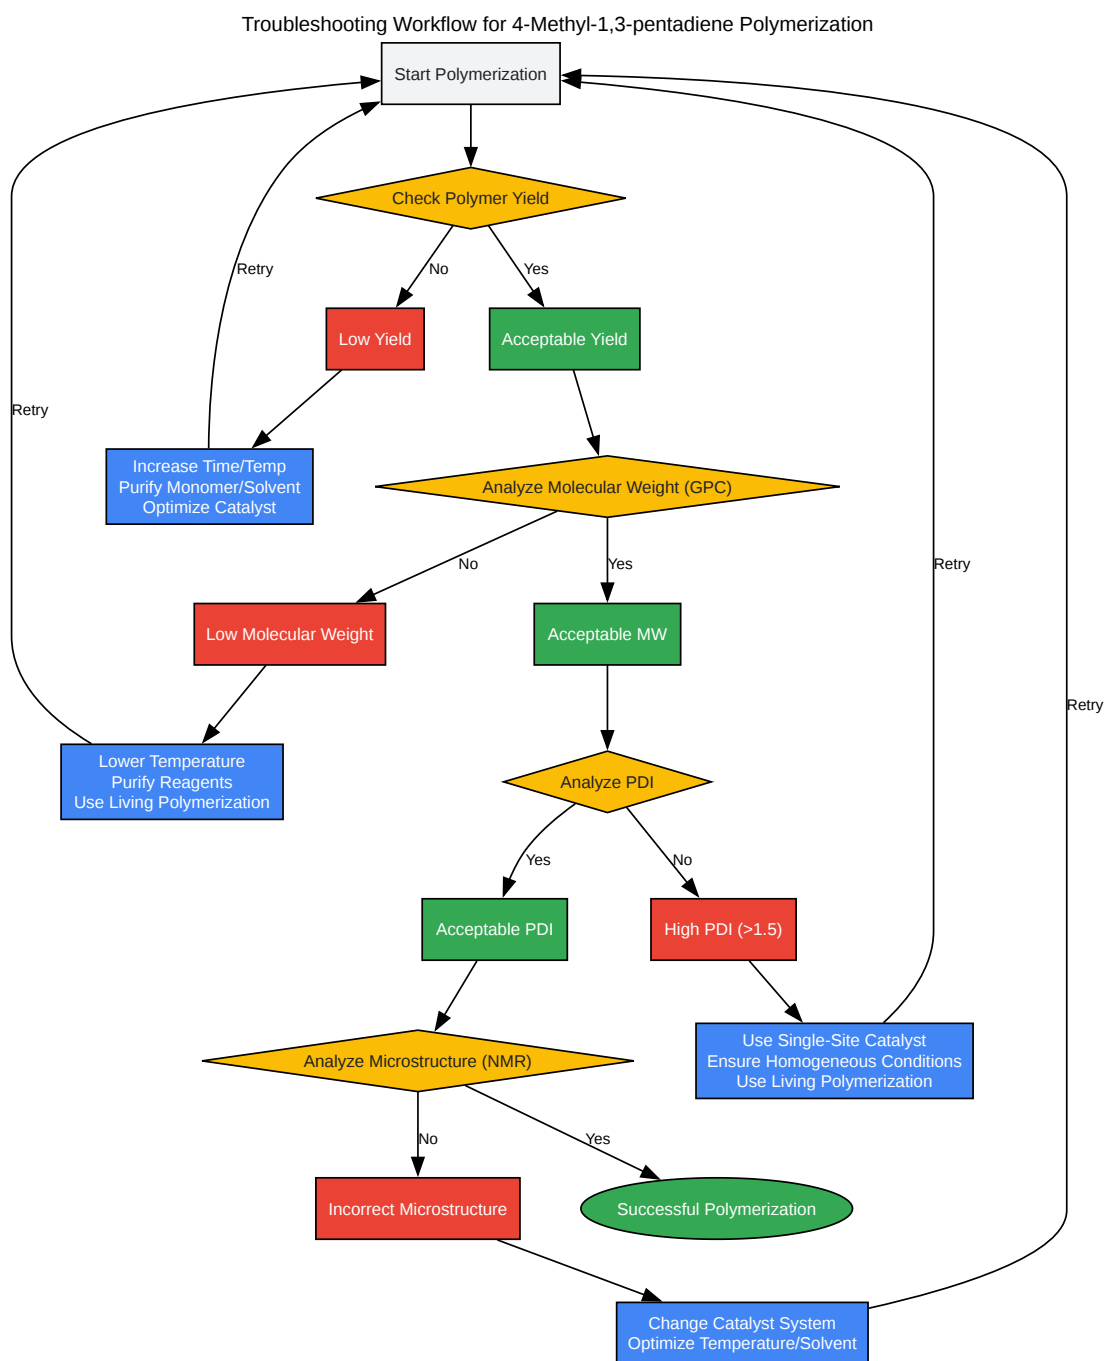 Troubleshooting Workflow for 4-Methyl-1,3-pentadiene Polymerization
Start Polymerization
Check Polymer Yield
No
Yes
Retry
Low Yield
Acceptable Yield
Retry
Increase Time/Temp
Purify Monomer/Solvent
Optimize Catalyst
Analyze Molecular Weight (GPC)
No
Yes
Retry
Low Molecular Weight
Acceptable MW
Retry
Lower Temperature
Purify Reagents
Use Living Polymerization
Analyze PDI
Yes
No
Acceptable PDI
High PDI (>1.5)
Use Single-Site Catalyst
Ensure Homogeneous Conditions
Use Living Polymerization
Analyze Microstructure (NMR)
No
Yes
Incorrect Microstructure
Successful Polymerization
Change Catalyst System
Optimize Temperature/Solvent